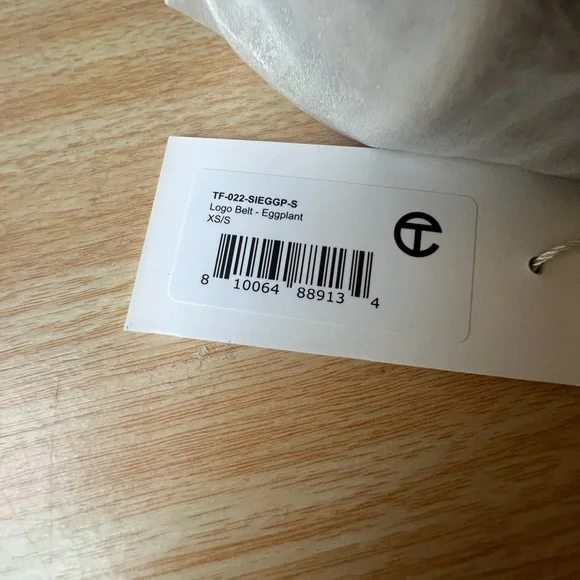 TF-022-SIEGGP-S
Logo Belt - Eggplant
XS/S
8 10064 88913 4